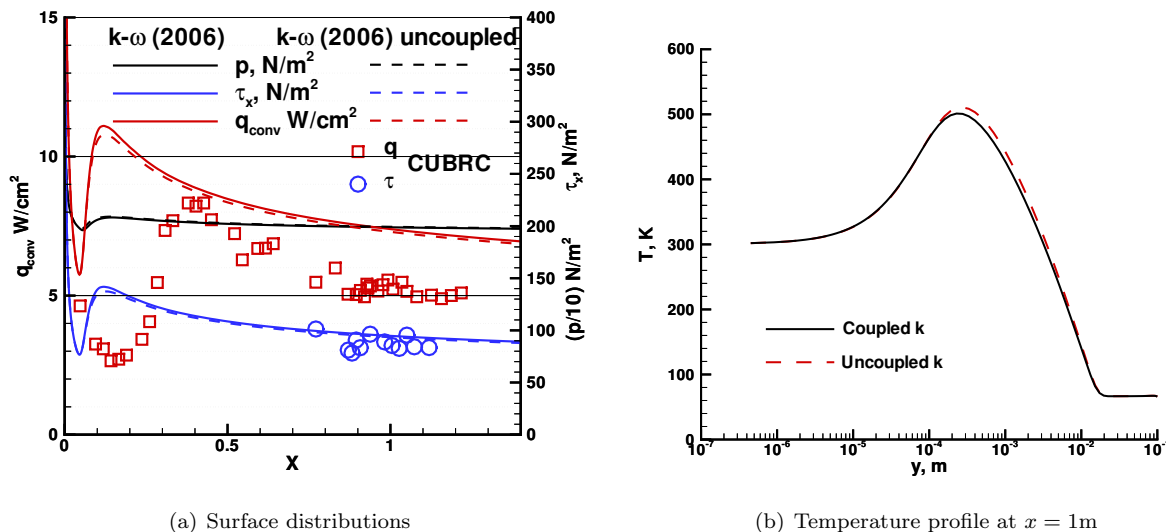 k-ω (2006) k-ω (2006) uncoupled
p, N/m²
τₓ, N/m²
q_conv W/cm²
q
CUBRC
τ
15
10
5
0
q_conv W/cm²
0 0.5 1
X
400
350
300
250
200
150
100
50
0
(p/10) N/m² τₓ, N/m²
(a) Surface distributions
600
500
400
300
200
100
0
T, K
Coupled k
Uncoupled k
10⁻⁷ 10⁻⁶ 10⁻⁵ 10⁻⁴ 10⁻³ 10⁻² 10⁻¹
y, m
(b) Temperature profile at x = 1m